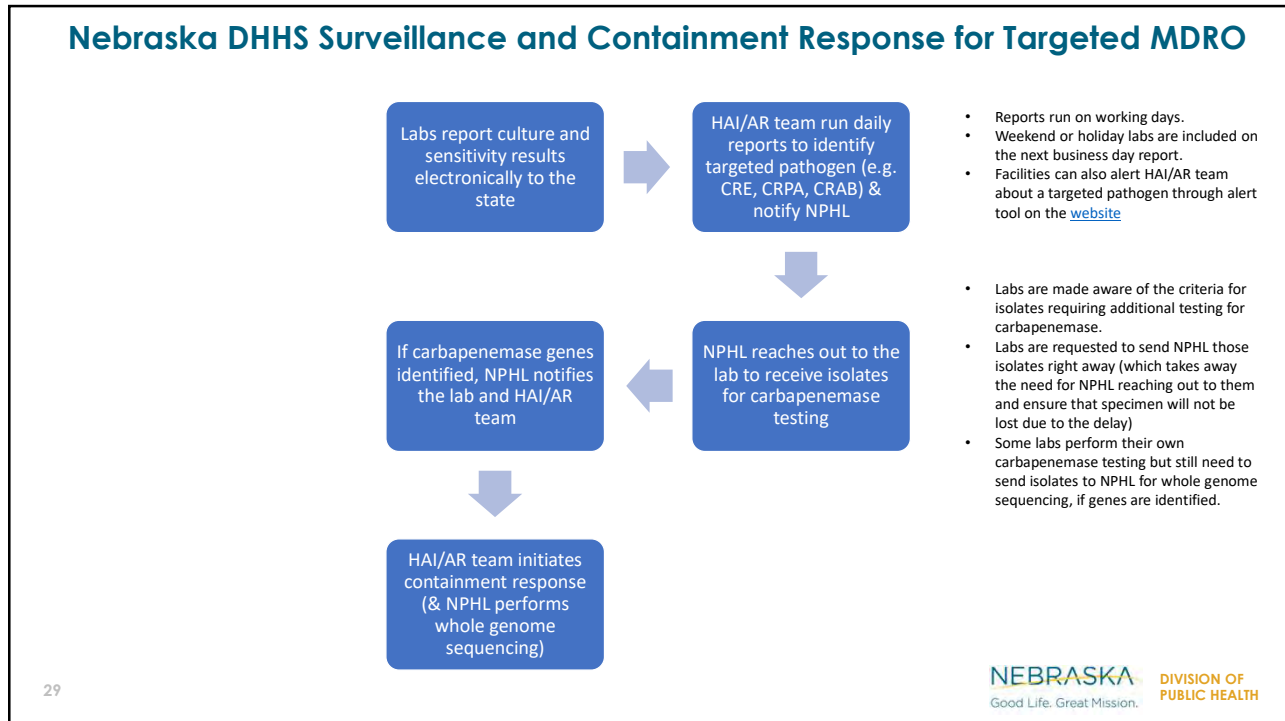 Nebraska DHHS Surveillance and Containment Response for Targeted MDRO
Labs report culture and
sensitivity results
electronically to the
state
HAI/AR team run daily
reports to identify
targeted pathogen (e.g.
CRE, CRPA, CRAB) &
notify NPHL
• Reports run on working days.
• Weekend or holiday labs are included on
the next business day report.
• Facilities can also alert HAI/AR team
about a targeted pathogen through alert
tool on the website
If carbapenemase genes
identified, NPHL notifies
the lab and HAI/AR
team
NPHL reaches out to the
lab to receive isolates
for carbapenemase
testing
• Labs are made aware of the criteria for
isolates requiring additional testing for
carbapenemase.
• Labs are requested to send NPHL those
isolates right away (which takes away
the need for NPHL reaching out to them
and ensure that specimen will not be
lost due to the delay)
• Some labs perform their own
carbapenemase testing but still need to
send isolates to NPHL for whole genome
sequencing, if genes are identified.
HAI/AR team initiates
containment response
(& NPHL performs
whole genome
sequencing)
29
NEBRASKA
Good Life. Great Mission.
DIVISION OF
PUBLIC HEALTH